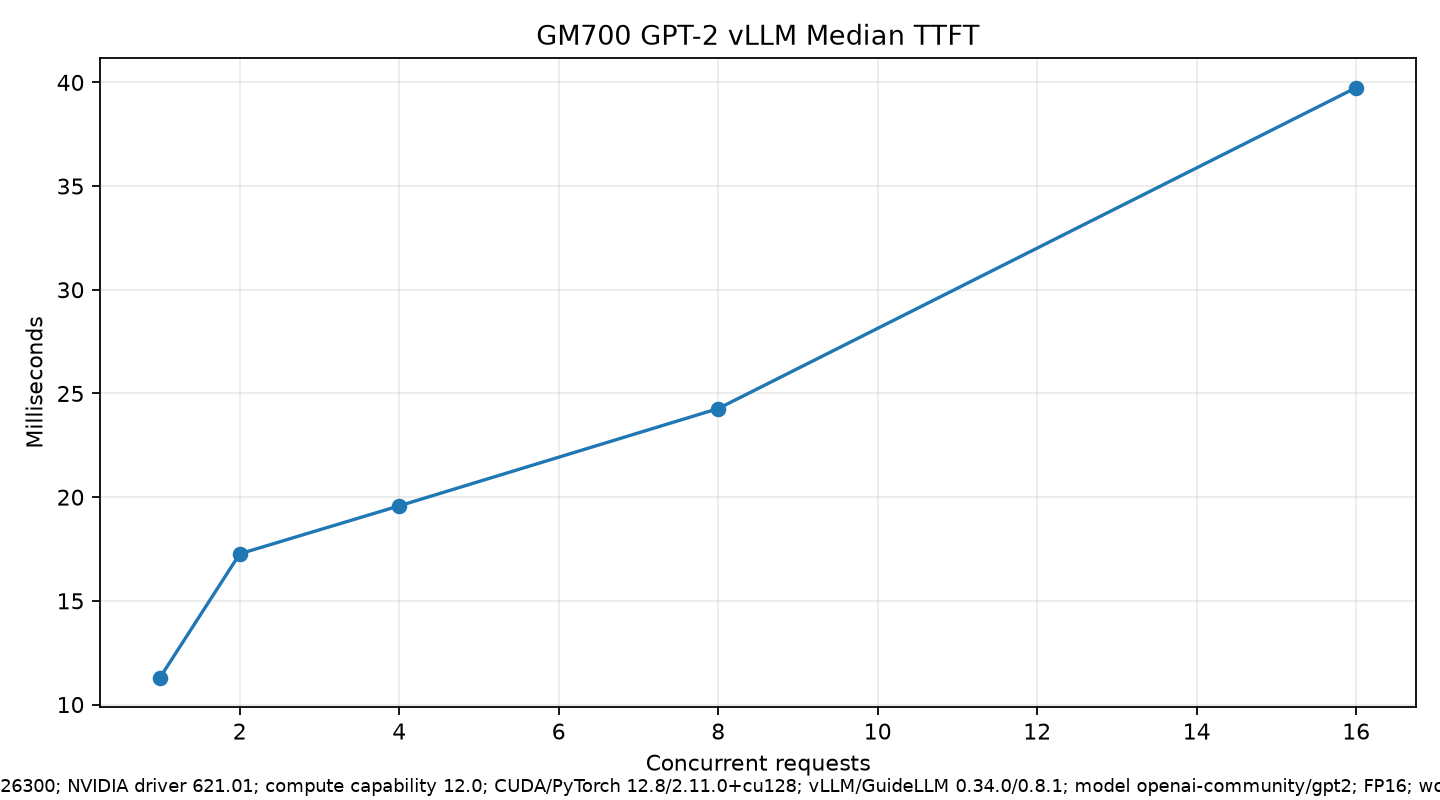 GM700 GPT-2 vLLM Median TTFT
40
35
30
25
20
15
10
Milliseconds
2 4 6 8 10 12 14 16
Concurrent requests
26300; NVIDIA driver 621.01; compute capability 12.0; CUDA/PyTorch 12.8/2.11.0+cu128; vLLM/GuideLLM 0.34.0/0.8.1; model openai-community/gpt2; FP16;